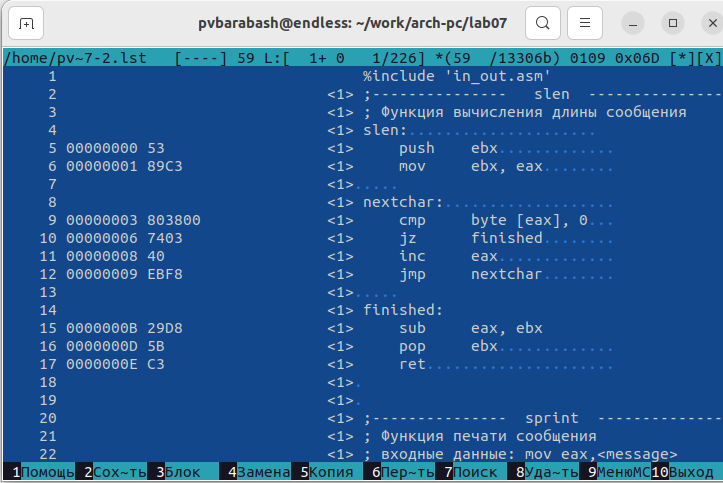 pvbarabash@endless: ~/work/arch-pc/lab07
/home/pv~7-2.lst [----] 59 L:[ 1+ 0 1/226] *(59 /13306b) 0109 0x06D [*][X]
1 %include 'in_out.asm'
2 <1> ;--------------- slen ---------------
3 <1> ; Функция вычисления длины сообщения
4 <1> slen:.....................
5 00000000 53 <1> push ebx.............
6 00000001 89C3 <1> mov ebx, eax........
7 <1>.....
8 <1> nextchar:...................
9 00000003 803800 <1> cmp byte [eax], 0...
10 00000006 7403 <1> jz finished........
11 00000008 40 <1> inc eax.............
12 00000009 EBF8 <1> jmp nextchar........
13 <1>.....
14 <1> finished:
15 0000000B 29D8 <1> sub eax, ebx
16 0000000D 5B <1> pop ebx.............
17 0000000E C3 <1> ret.....................
18 <1>.
19 <1>.
20 <1> ;--------------- sprint --------------
21 <1> ; Функция печати сообщения
22 <1> ; входные данные: mov eax,<message>
1Помощь 2Сох~ть 3Блок 4Замена 5Копия 6Пер~ть 7Поиск 8Уда~ть 9МенюMC 10Выход